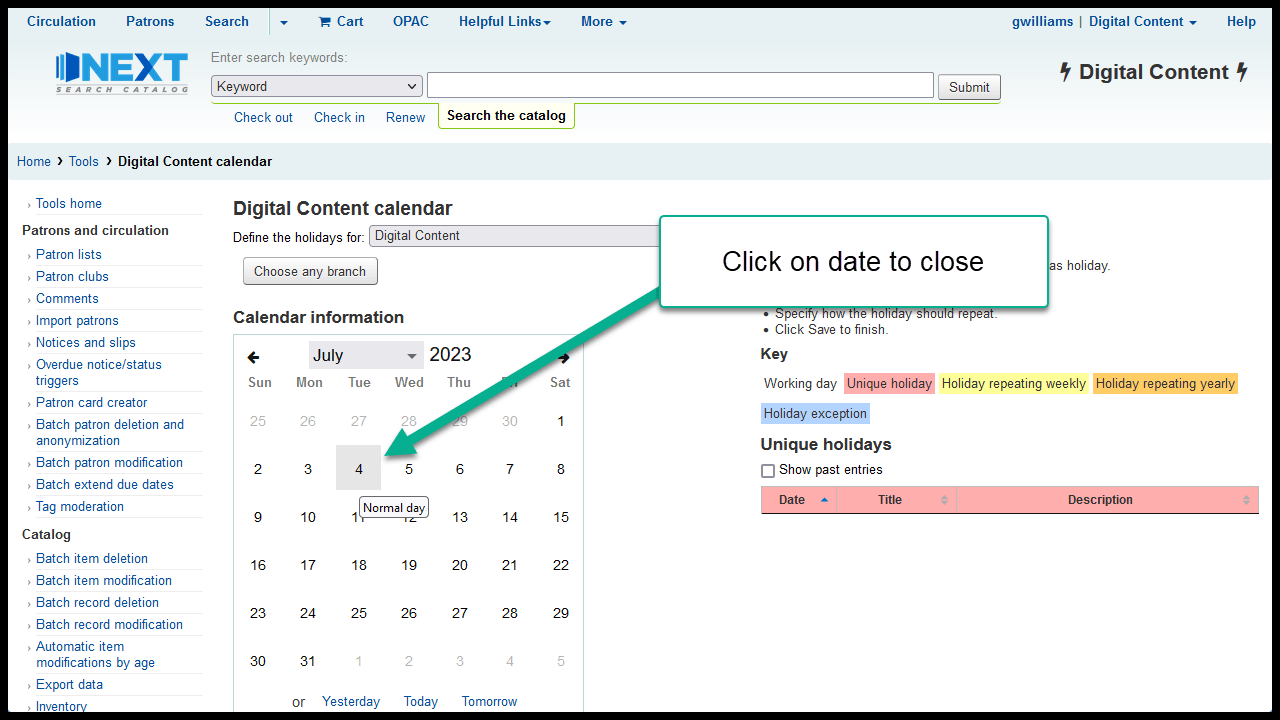 Circulation Patrons Search Cart OPAC Helpful Links More gwilliams | Digital Content Help
NEXT
SEARCH CATALOG
Enter search keywords:
Keyword Submit
Digital Content
Check out Check in Renew Search the catalog
Home › Tools › Digital Content calendar
Tools home
Patrons and circulation
Patron lists
Patron clubs
Comments
Import patrons
Notices and slips
Overdue notice/status
triggers
Patron card creator
Batch patron deletion and
anonymization
Batch patron modification
Batch extend due dates
Tag moderation
Catalog
Batch item deletion
Batch item modification
Batch record deletion
Batch record modification
Automatic item
modifications by age
Export data
Inventory
Digital Content calendar
Define the holidays for: Digital Content
Choose any branch
Click on date to close
as holiday.
Calendar information
July 2023
Sun Mon Tue Wed Thu Fri Sat
25 26 27 28 29 30 1
2 3 4 5 6 7 8
Normal day
9 10 11 12 13 14 15
16 17 18 19 20 21 22
23 24 25 26 27 28 29
30 31 1 2 3 4 5
or Yesterday Today Tomorrow
• Specify how the holiday should repeat.
• Click Save to finish.
Key
Working day Unique holiday Holiday repeating weekly Holiday repeating yearly
Holiday exception
Unique holidays
Show past entries
Date Title Description